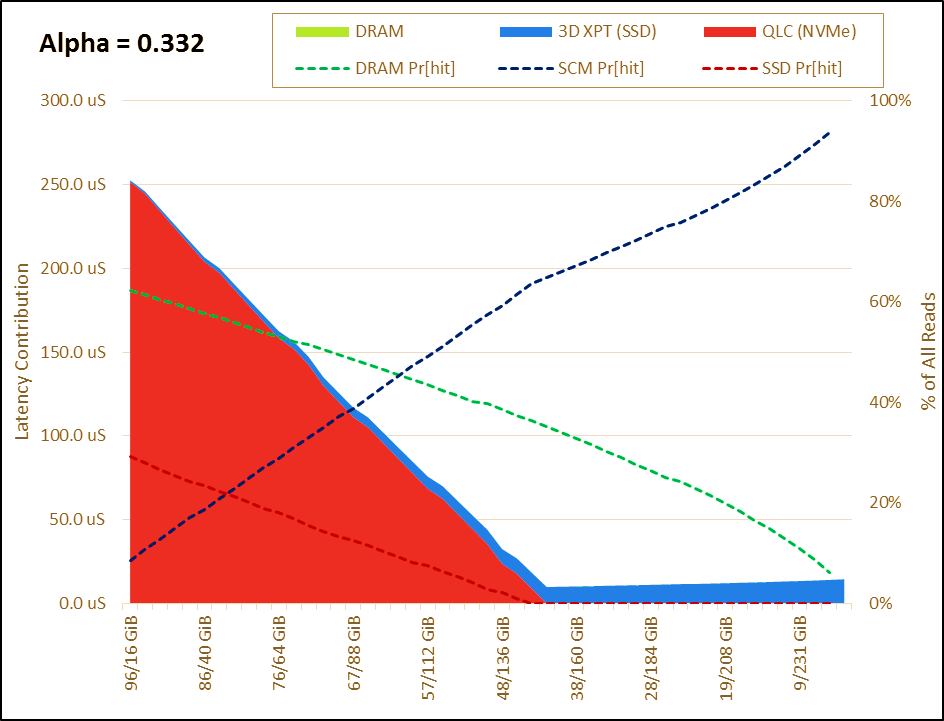 Alpha = 0.332
DRAM 3D XPT (SSD) QLC (NVMe)
DRAM Pr[hit] SCM Pr[hit] SSD Pr[hit]
300.0 uS
250.0 uS
200.0 uS
150.0 uS
100.0 uS
50.0 uS
0.0 uS
Latency Contribution
100%
80%
60%
40%
20%
0%
% of All Reads
96/16 GiB
86/40 GiB
76/64 GiB
67/88 GiB
57/112 GiB
48/136 GiB
38/160 GiB
28/184 GiB
19/208 GiB
9/231 GiB